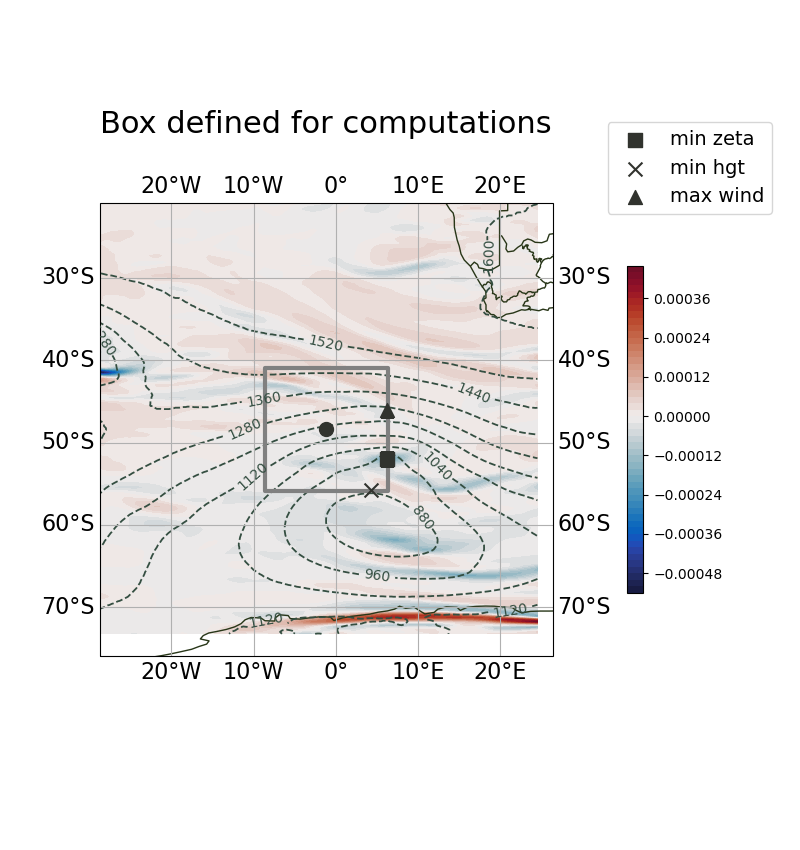 Box defined for computations
min zeta
min hgt
max wind
20°W 10°W 0° 10°E 20°E
30°S 30°S
40°S 40°S
50°S 50°S
60°S 60°S
70°S 70°S
20°W 10°W 0° 10°E 20°E
1600
1520
1440
1360
1280
1120
1040
880
960
1120
1120
0.00036
0.00024
0.00012
0.00000
−0.00012
−0.00024
−0.00036
−0.00048